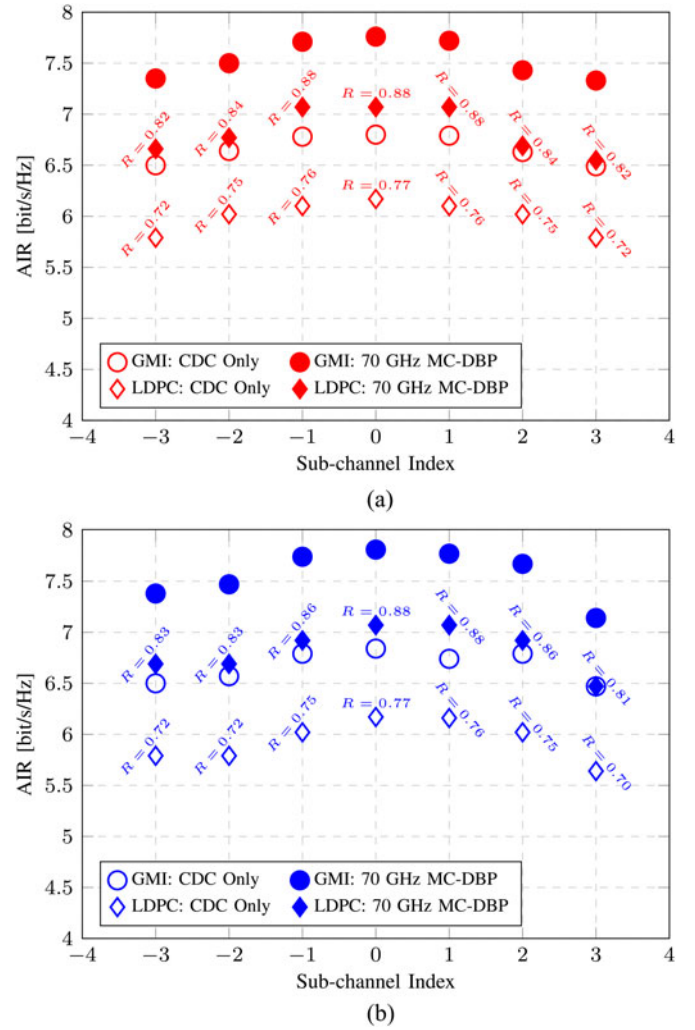 8
7.5
7
6.5
6
5.5
5
4.5
4
AIR [bit/s/Hz]
R = 0.82
R = 0.84
R = 0.88
R = 0.88
R = 0.88
R = 0.84
R = 0.82
R = 0.72
R = 0.75
R = 0.76
R = 0.77
R = 0.76
R = 0.75
R = 0.72
GMI: CDC Only GMI: 70 GHz MC-DBP
LDPC: CDC Only LDPC: 70 GHz MC-DBP
−4 −3 −2 −1 0 1 2 3 4
Sub-channel Index
(a)
8
7.5
7
6.5
6
5.5
5
4.5
4
AIR [bit/s/Hz]
R = 0.83
R = 0.83
R = 0.86
R = 0.88
R = 0.88
R = 0.86
R = 0.81
R = 0.72
R = 0.72
R = 0.75
R = 0.77
R = 0.76
R = 0.75
R = 0.70
GMI: CDC Only GMI: 70 GHz MC-DBP
LDPC: CDC Only LDPC: 70 GHz MC-DBP
−4 −3 −2 −1 0 1 2 3 4
Sub-channel Index
(b)